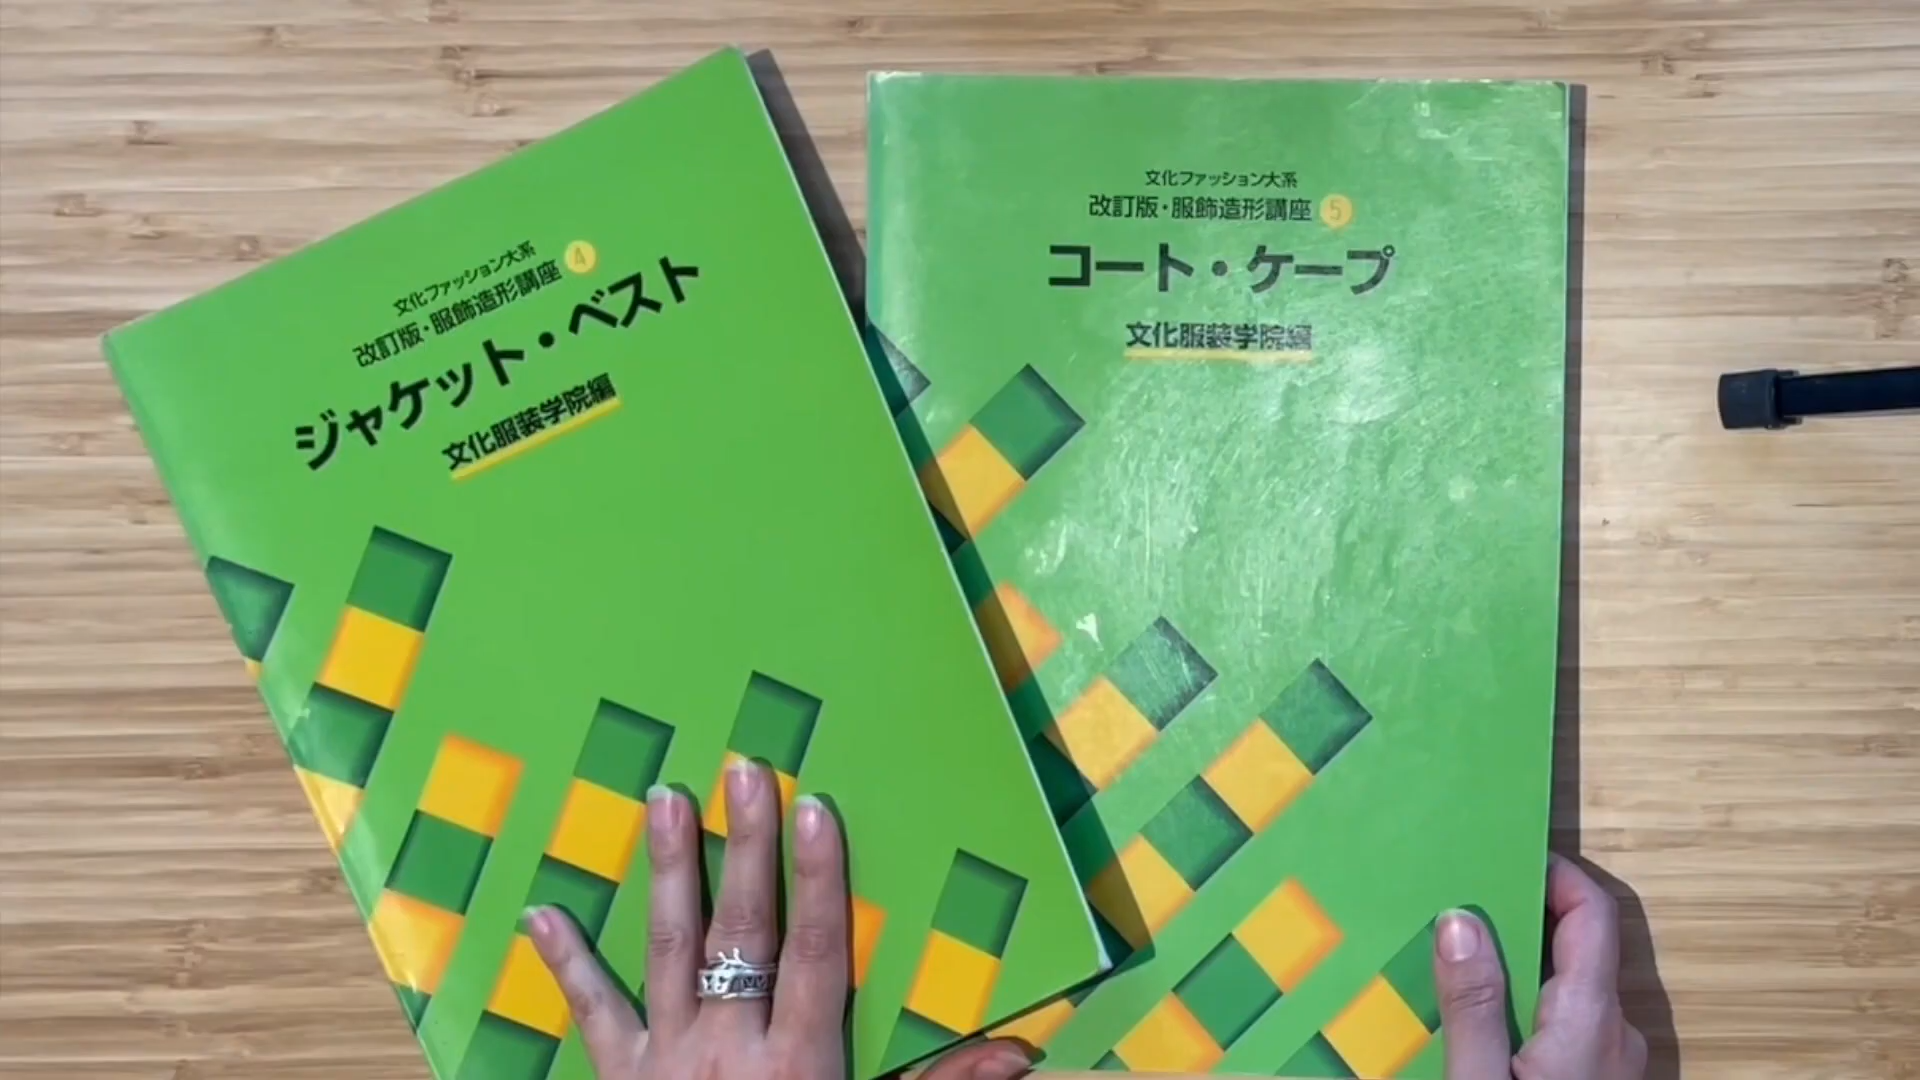 文化ファッション大系
改訂版・服飾造形講座 4
ジャケット・ベスト
文化服装学院編
文化ファッション大系
改訂版・服飾造形講座 5
コート・ケープ
文化服装学院編